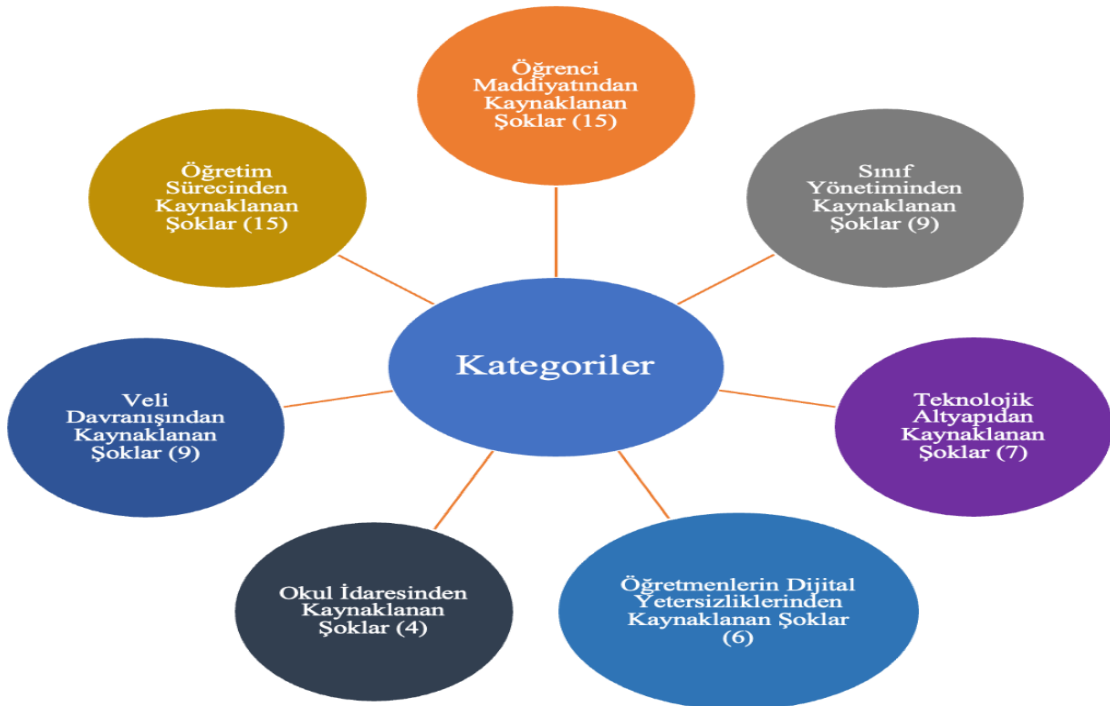 Öğrenci
Maddiyatından
Kaynaklanan
Şoklar (15)
Sınıf
Yönetiminden
Kaynaklanan
Şoklar (9)
Teknolojik
Altyapıdan
Kaynaklanan
Şoklar (7)
Öğretmenlerin Dijital
Yetersizliklerinden
Kaynaklanan Şoklar
(6)
Okul İdaresinden
Kaynaklanan
Şoklar (4)
Veli
Davranışından
Kaynaklanan
Şoklar (9)
Öğretim
Sürecinden
Kaynaklanan
Şoklar (15)
Kategoriler